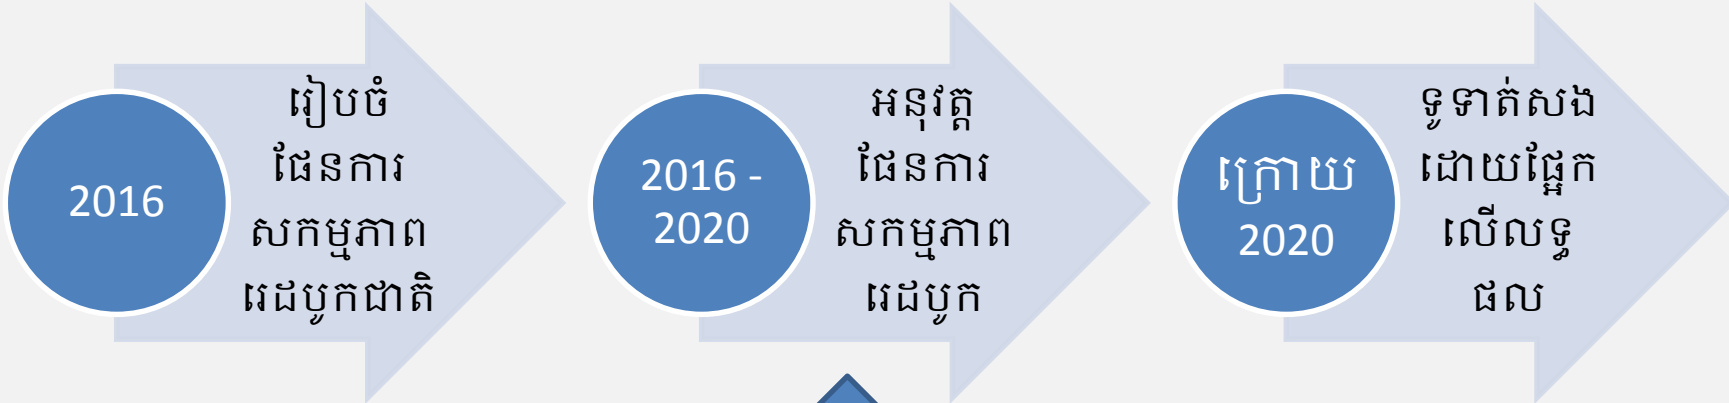 2016
រៀបចំ
ផែនការ
សកម្មភាព
រេដបូកជាតិ
2016 -
2020
អនុវត្ត
ផែនការ
សកម្មភាព
រេដបូក
ក្រោយ
2020
ទូទាត់សង
ដោយផ្អែក
លើលទ្ធ
ផល